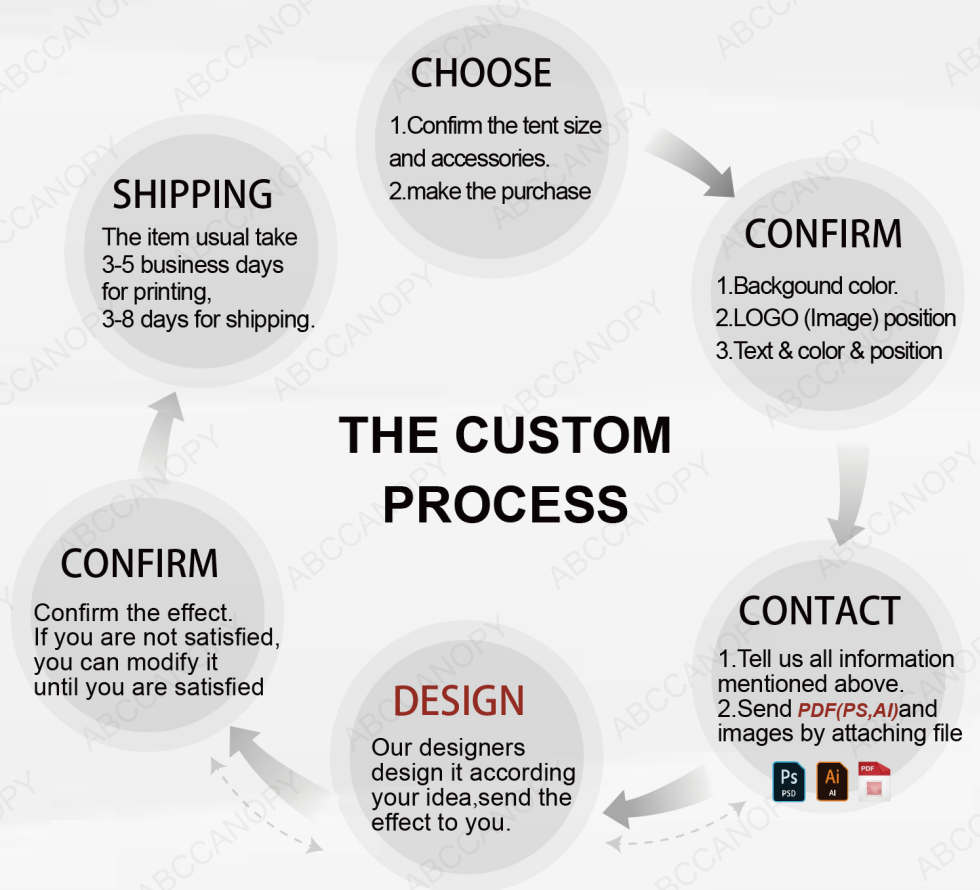 THE CUSTOM
PROCESS
CHOOSE
1.Confirm the tent size
and accessories.
2.make the purchase
CONFIRM
1.Backgound color.
2.LOGO (Image) position
3.Text & color & position
CONTACT
1.Tell us all information
mentioned above.
2.Send PDF(PS,AI)and
images by attaching file
Ps
PSD
Ai
AI
PDF
DESIGN
Our designers
design it according
your idea,send the
effect to you.
CONFIRM
Confirm the effect.
If you are not satisfied,
you can modify it
until you are satisfied
SHIPPING
The item usual take
3-5 business days
for printing,
3-8 days for shipping.
ABCCANOPY